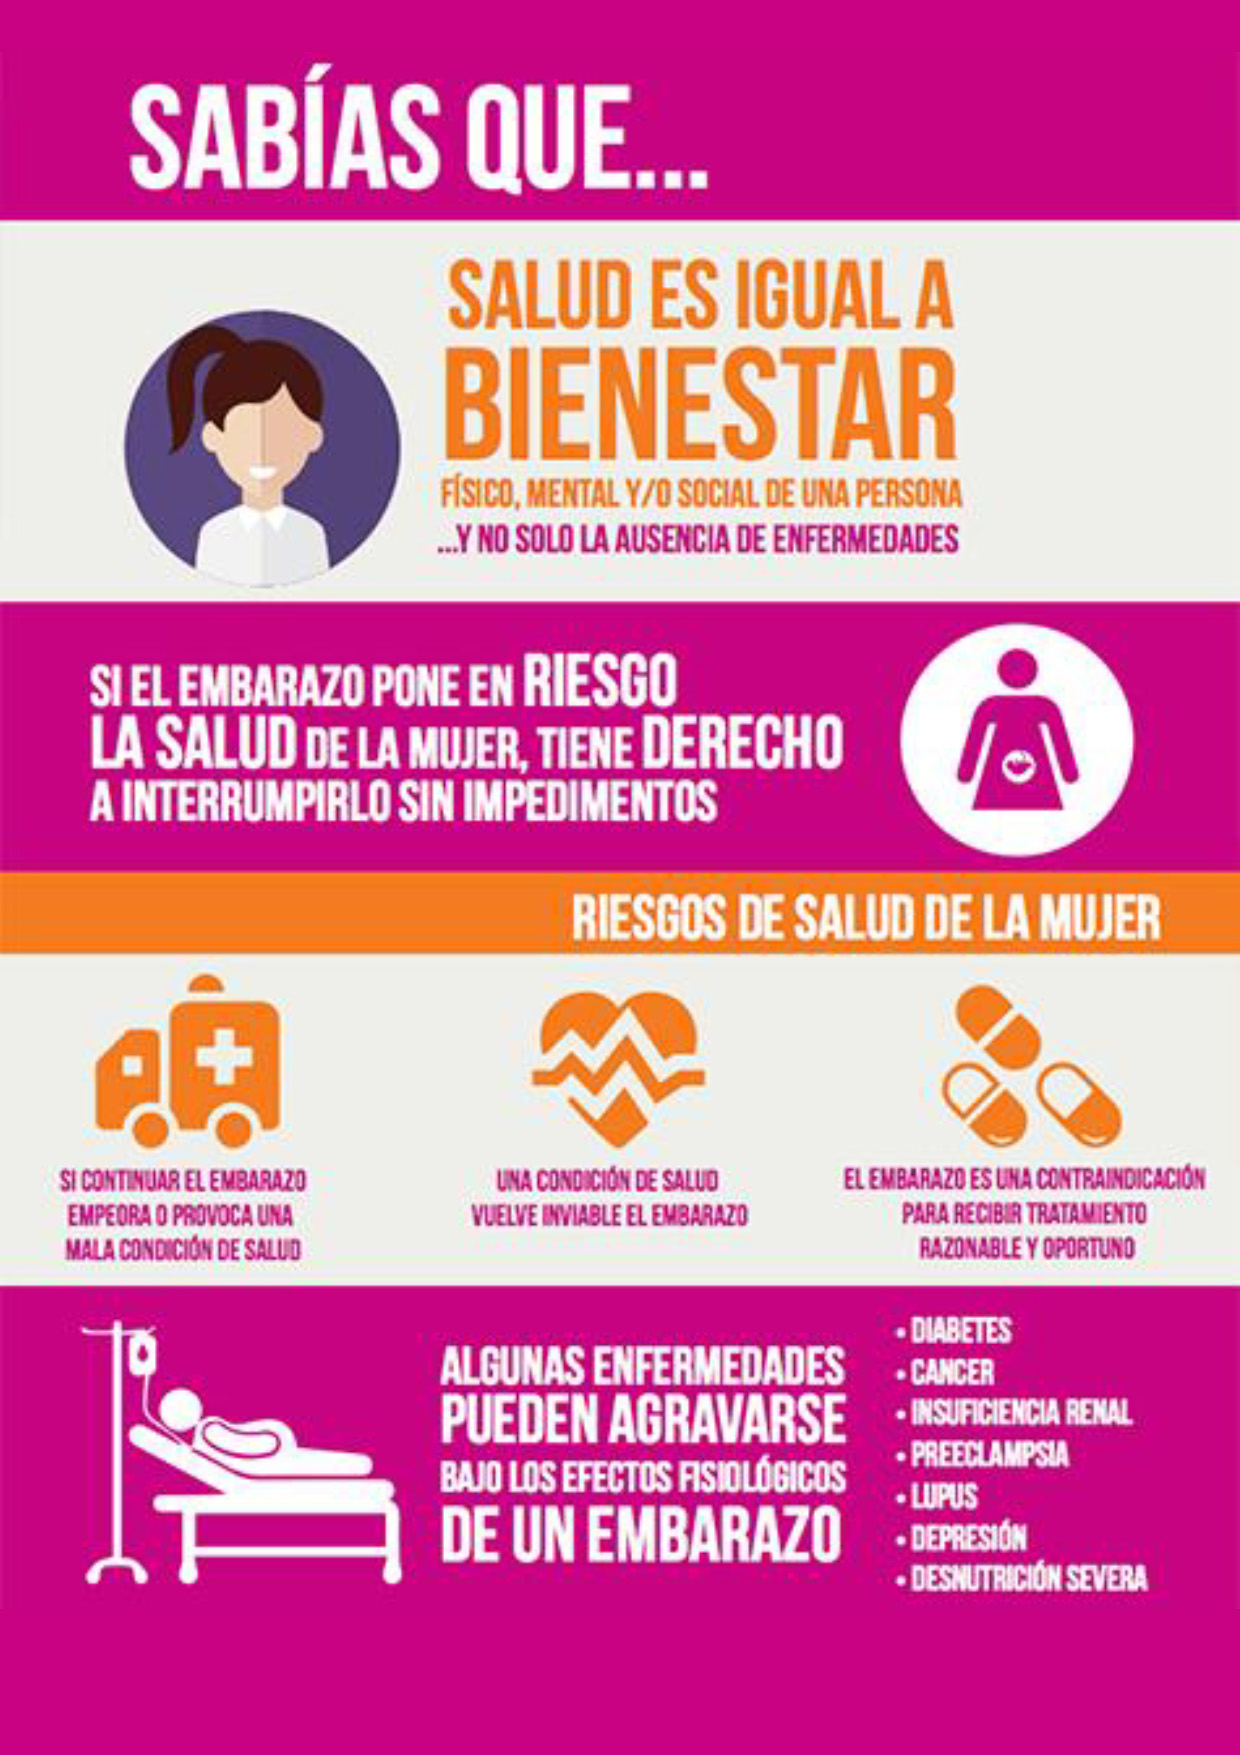 SABÍAS QUE...
SALUD ES IGUAL A
BIENESTAR
FÍSICO, MENTAL Y/O SOCIAL DE UNA PERSONA
...Y NO SOLO LA AUSENCIA DE ENFERMEDADES
SI EL EMBARAZO PONE EN RIESGO
LA SALUD DE LA MUJER, TIENE DERECHO
A INTERRUMPIRLO SIN IMPEDIMENTOS
RIESGOS DE SALUD DE LA MUJER
SI CONTINUAR EL EMBARAZO
EMPEORA O PROVOCA UNA
MALA CONDICIÓN DE SALUD
UNA CONDICIÓN DE SALUD
VUELVE INVIABLE EL EMBARAZO
EL EMBARAZO ES UNA CONTRAINDICACIÓN
PARA RECIBIR TRATAMIENTO
RAZONABLE Y OPORTUNO
ALGUNAS ENFERMEDADES
PUEDEN AGRAVARSE
BAJO LOS EFECTOS FISIOLÓGICOS
DE UN EMBARAZO
• DIABETES
• CANCER
• INSUFICIENCIA RENAL
• PREECLAMPSIA
• LUPUS
• DEPRESIÓN
• DESNUTRICIÓN SEVERA